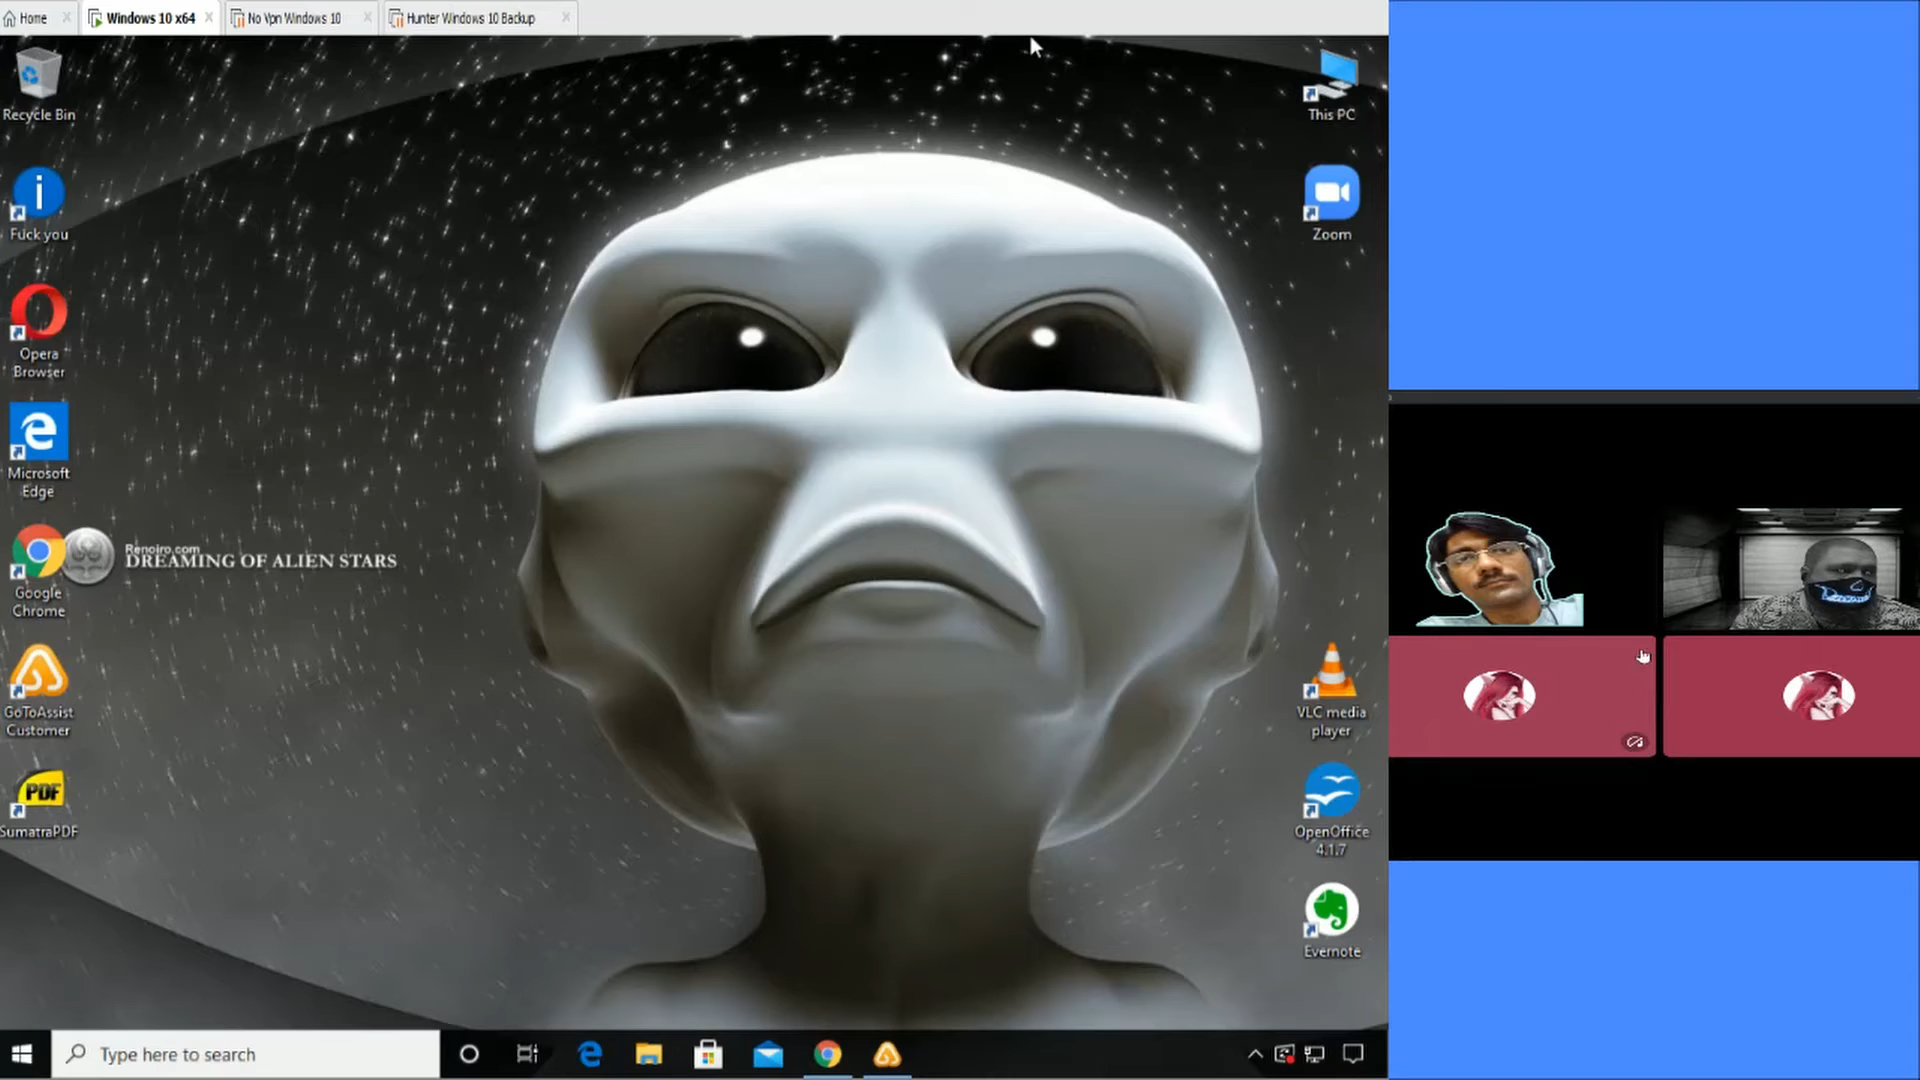 Home
Windows 10 x64
No Vpn Windows 10
Hunter Windows 10 Backup
Recycle Bin
Fuck you
Opera
Browser
Microsoft
Edge
Google
Chrome
Renoiro.com
DREAMING OF ALIEN STARS
GoToAssist
Customer
PDF
SumatraPDF
This PC
Zoom
VLC media
player
OpenOffice
4.1.7
Evernote
Type here to search